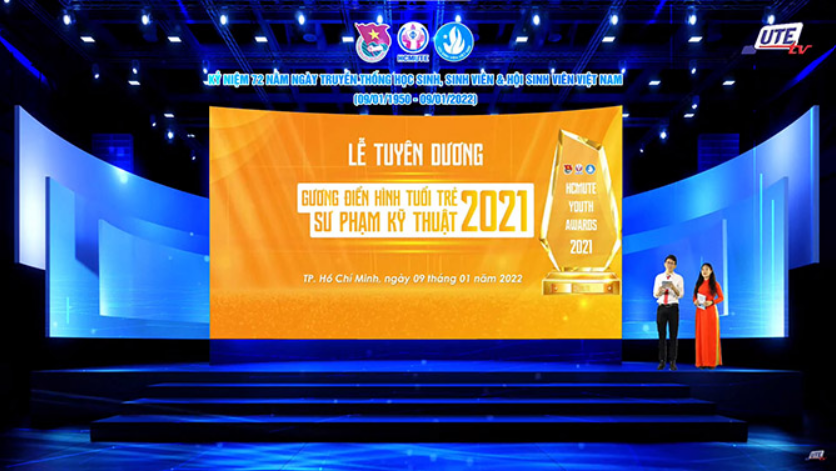 HCMUTE
UTE
TV
KỶ NIỆM 72 NĂM NGÀY TRUYỀN THỐNG HỌC SINH, SINH VIÊN & HỘI SINH VIÊN VIỆT NAM
(09/01/1950 - 09/01/2022)
LỄ TUYÊN DƯƠNG
GƯƠNG ĐIỂN HÌNH TUỔI TRẺ
SƯ PHẠM KỸ THUẬT 2021
TP. Hồ Chí Minh, ngày 09 tháng 01 năm 2022
HCMUTE
YOUTH
AWARDS
2021